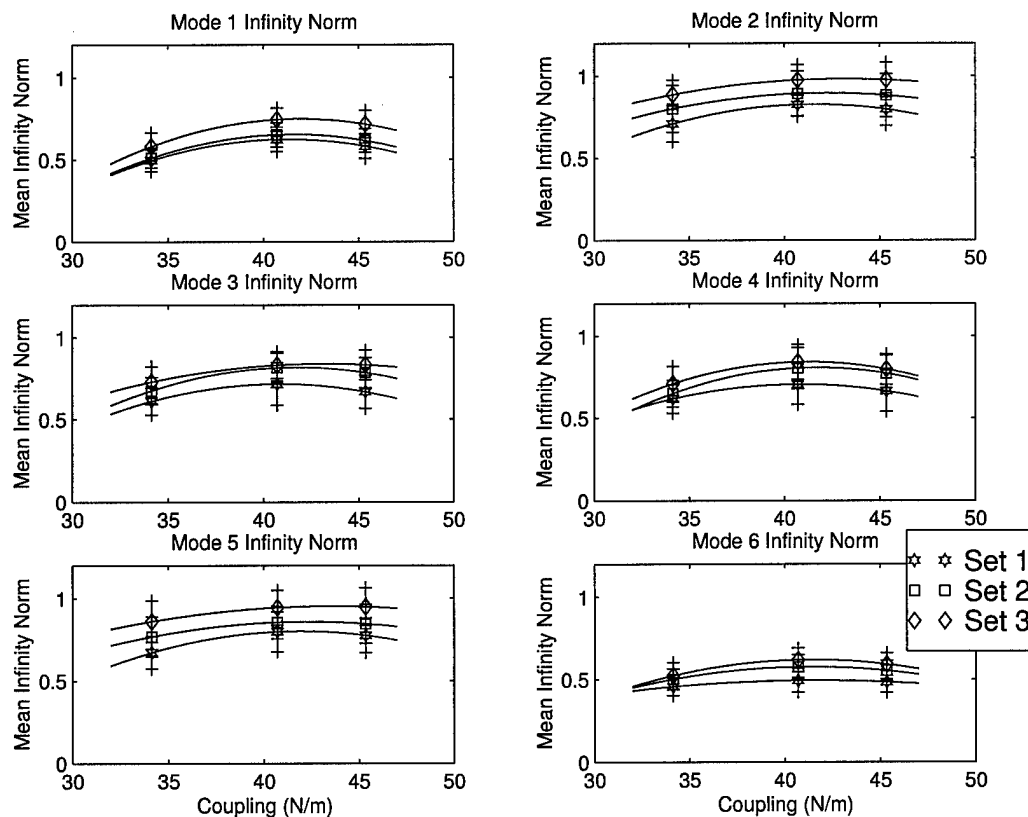 Mode 1 Infinity Norm
Mean Infinity Norm
1
0.5
0
30 35 40 45 50
Mode 2 Infinity Norm
Mean Infinity Norm
1
0.5
0
30 35 40 45 50
Mode 3 Infinity Norm
Mean Infinity Norm
1
0.5
0
30 35 40 45 50
Mode 4 Infinity Norm
Mean Infinity Norm
1
0.5
0
30 35 40 45 50
Mode 5 Infinity Norm
Mean Infinity Norm
1
0.5
0
30 35 40 45 50
Coupling (N/m)
Mode 6 Infinity Norm
Mean Infinity Norm
1
0.5
0
30 35 40 45 50
Coupling (N/m)
Set 1
Set 2
Set 3